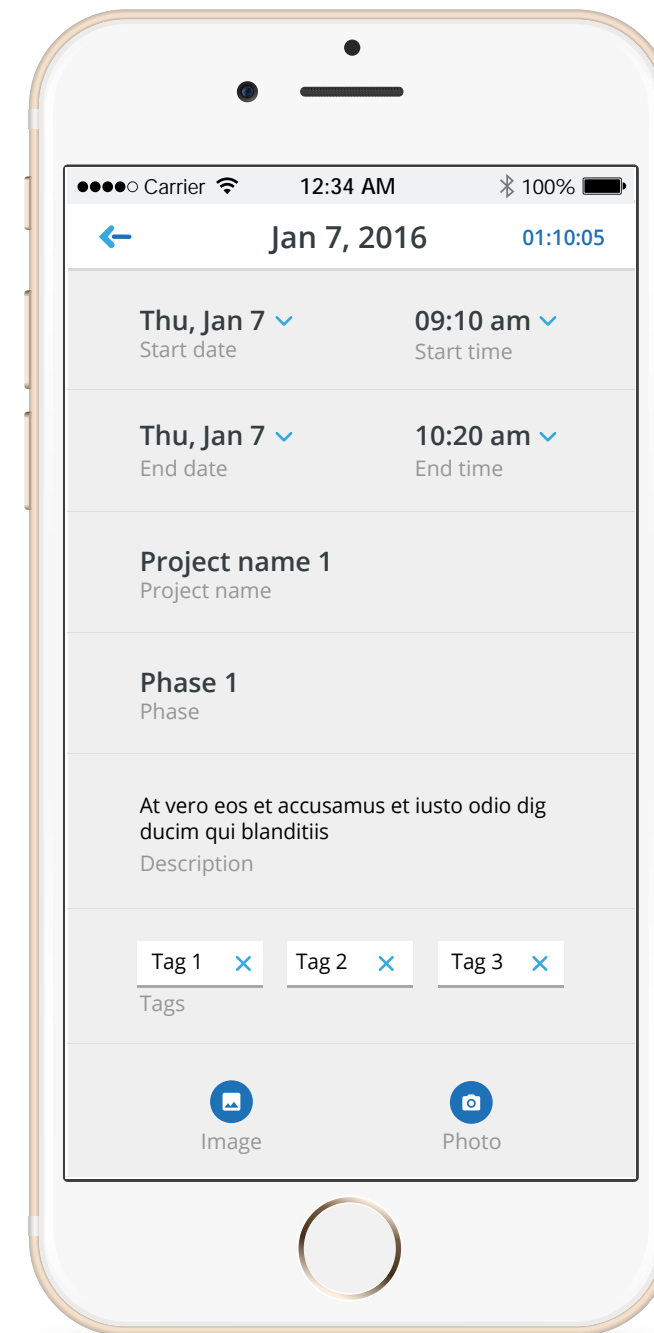 Carrier 12:34 AM 100%
Jan 7, 2016 01:10:05
Thu, Jan 7 09:10 am
Start date Start time
Thu, Jan 7 10:20 am
End date End time
Project name 1
Project name
Phase 1
Phase
At vero eos et accusamus et iusto odio dig
ducim qui blanditiis
Description
Tag 1 Tag 2 Tag 3
Tags
Image Photo